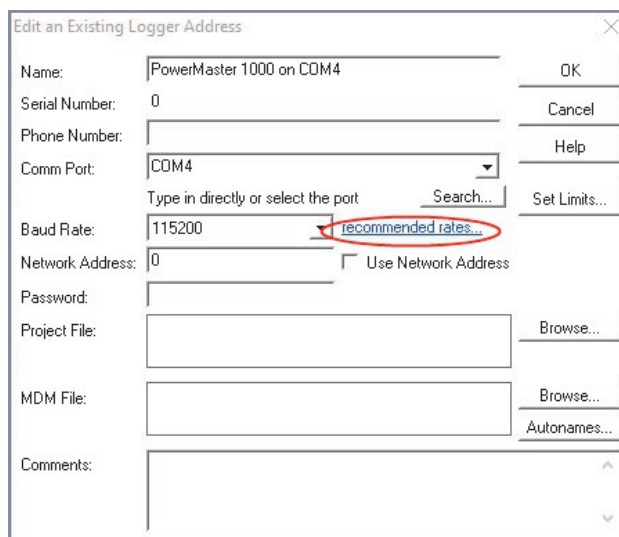 Edit an Existing Logger Address
Name: PowerMaster 1000 on COM4 OK
Serial Number: 0 Cancel
Phone Number: Help
Comm Port: COM4
Type in directly or select the port Search... Set Limits...
Baud Rate: 115200 recommended rates...
Network Address: 0 Use Network Address
Password:
Project File: Browse...
MDM File: Browse...
Autonames...
Comments: